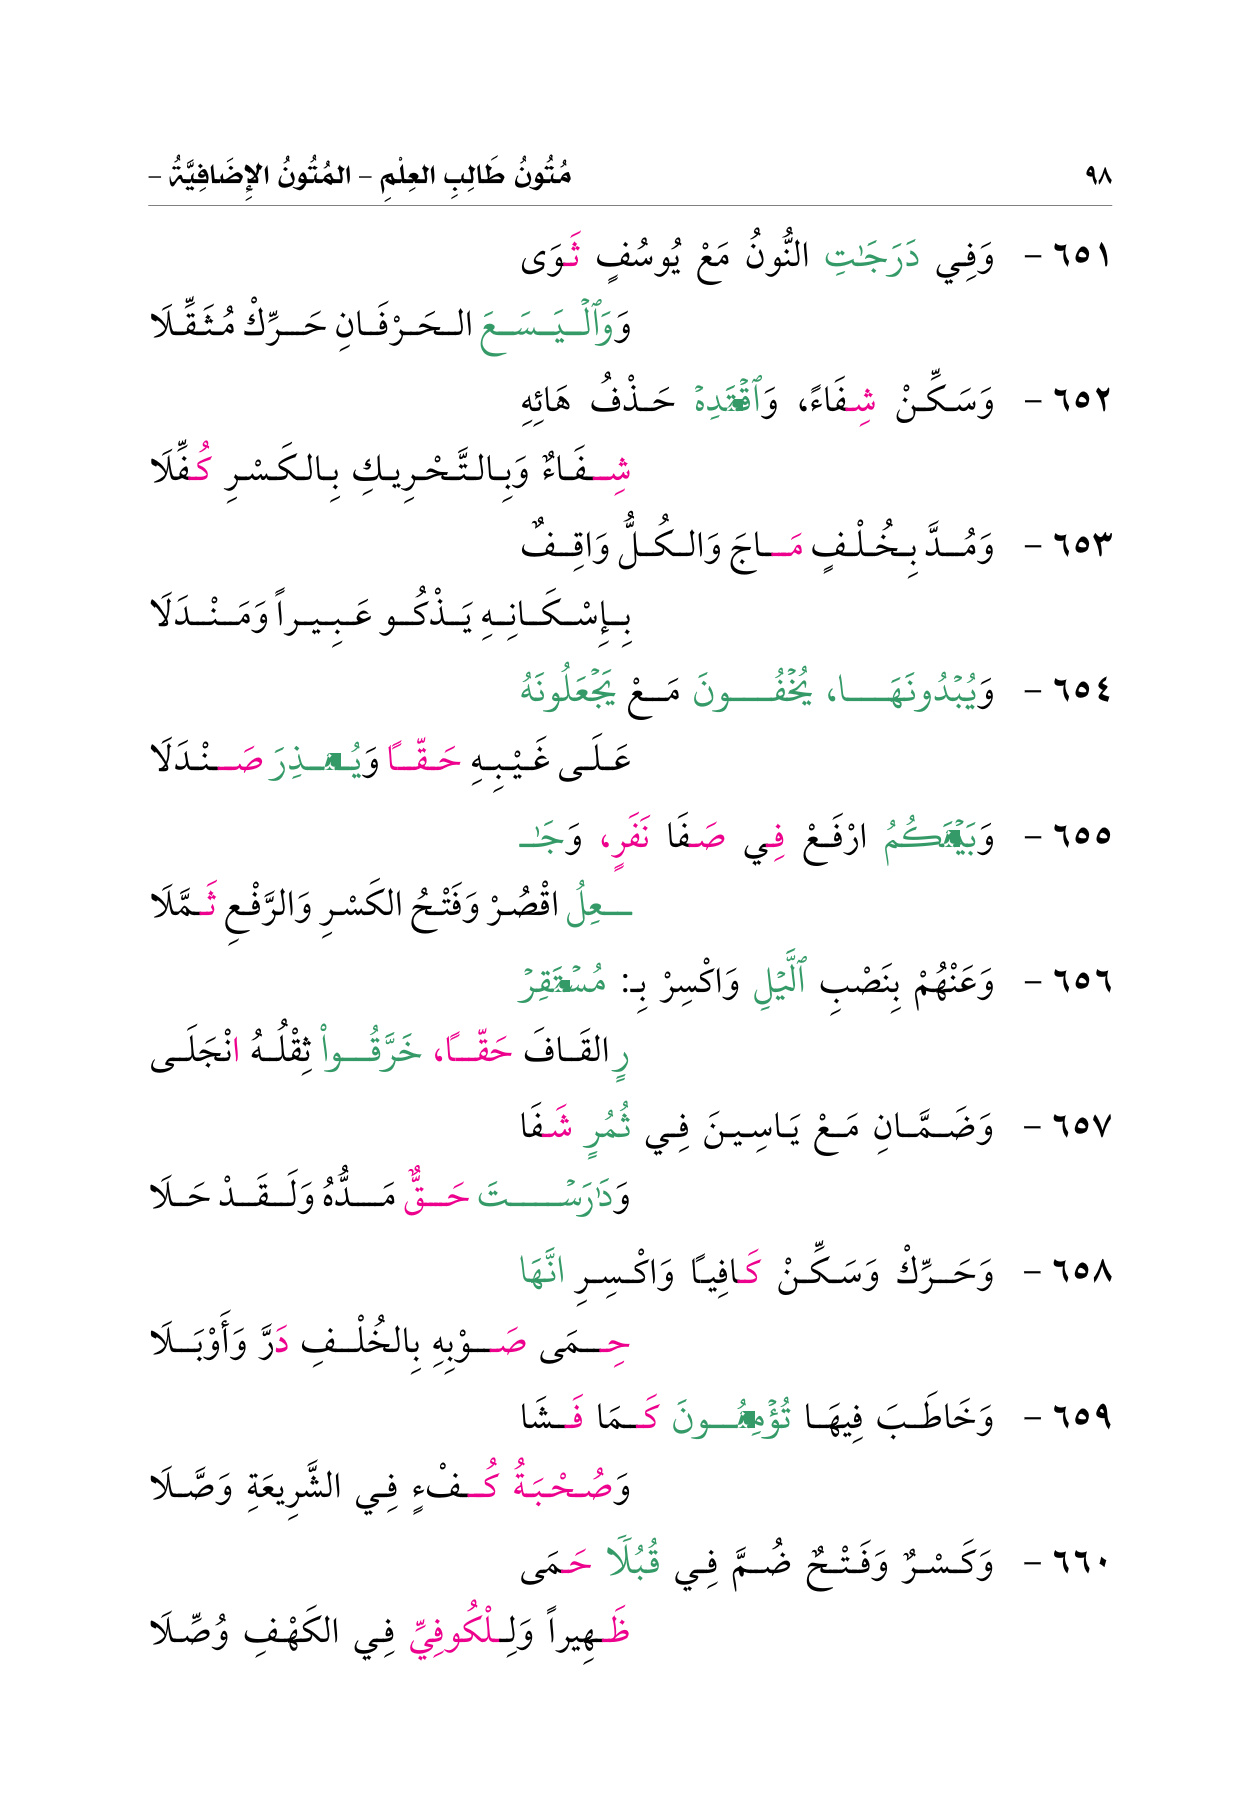 ٩٨ مُتُونُ طَالِبِ العِلْمِ – المُتُونُ الإِضَافِيَّةُ –
٦٥١ – وَفِي دَرَجَٰتِ النُّونُ مَعْ يُوسُفٍ ثَوَى
وَوَٱلْيَسَعَ الحَرْفَانِ حَرِّكْ مُثَقِّلَا
٦٥٢ – وَسَكِّنْ شِفَاءً، وَٱقْتَدِهْ حَذْفُ هَائِهِ
شِفَاءٌ وَبِالتَّحْرِيكِ بِالكَسْرِ كُفِّلَا
٦٥٣ – وَمُدَّ بِخُلْفٍ مَاجَ وَالكُلُّ وَاقِفٌ
بِإِسْكَانِهِ يَذْكُو عَبِيراً وَمَنْدَلَا
٦٥٤ – وَيُبْدُونَهَا، يُخْفُونَ مَعْ يَجْعَلُونَهُ
عَلَى غَيْبِهِ حَقًّا وَيُنذِرَ صَنْدَلَا
٦٥٥ – وَبَيْنَكُمُ ارْفَعْ فِي صَفَا نَفَرٍ، وَجَٰـ
ـعِلُ اقْصُرْ وَفَتْحُ الكَسْرِ وَالرَّفْعِ ثَمَّلَا
٦٥٦ – وَعَنْهُمْ بِنَصْبِ ٱلَّيْلِ وَاكْسِرْ بِـ: مُسْتَقِرْ
رٍ القَافَ حَقًّا، خَرَّقُواْ ثِقْلُهُ انْجَلَى
٦٥٧ – وَضَمَّانِ مَعْ يَاسِينَ فِي ثُمُرٍ شَفَا
وَدَٰرَسْتَ حَقٌّ مَدُّهُ وَلَقَدْ حَلَا
٦٥٨ – وَحَرِّكْ وَسَكِّنْ كَافِيًا وَاكْسِرِ انَّهَا
حِمَى صَوْبِهِ بِالخُلْفِ دَرَّ وَأَوْبَلَا
٦٥٩ – وَخَاطَبَ فِيهَا تُؤْمِنُونَ كَمَا فَشَا
وَصُحْبَةُ كُفْءٍ فِي الشَّرِيعَةِ وَصَّلَا
٦٦٠ – وَكَسْرٌ وَفَتْحٌ ضُمَّ فِي قُبُلًا حَمَى
ظَهِيراً وَلِلْكُوفِيِّ فِي الكَهْفِ وُصِّلَا